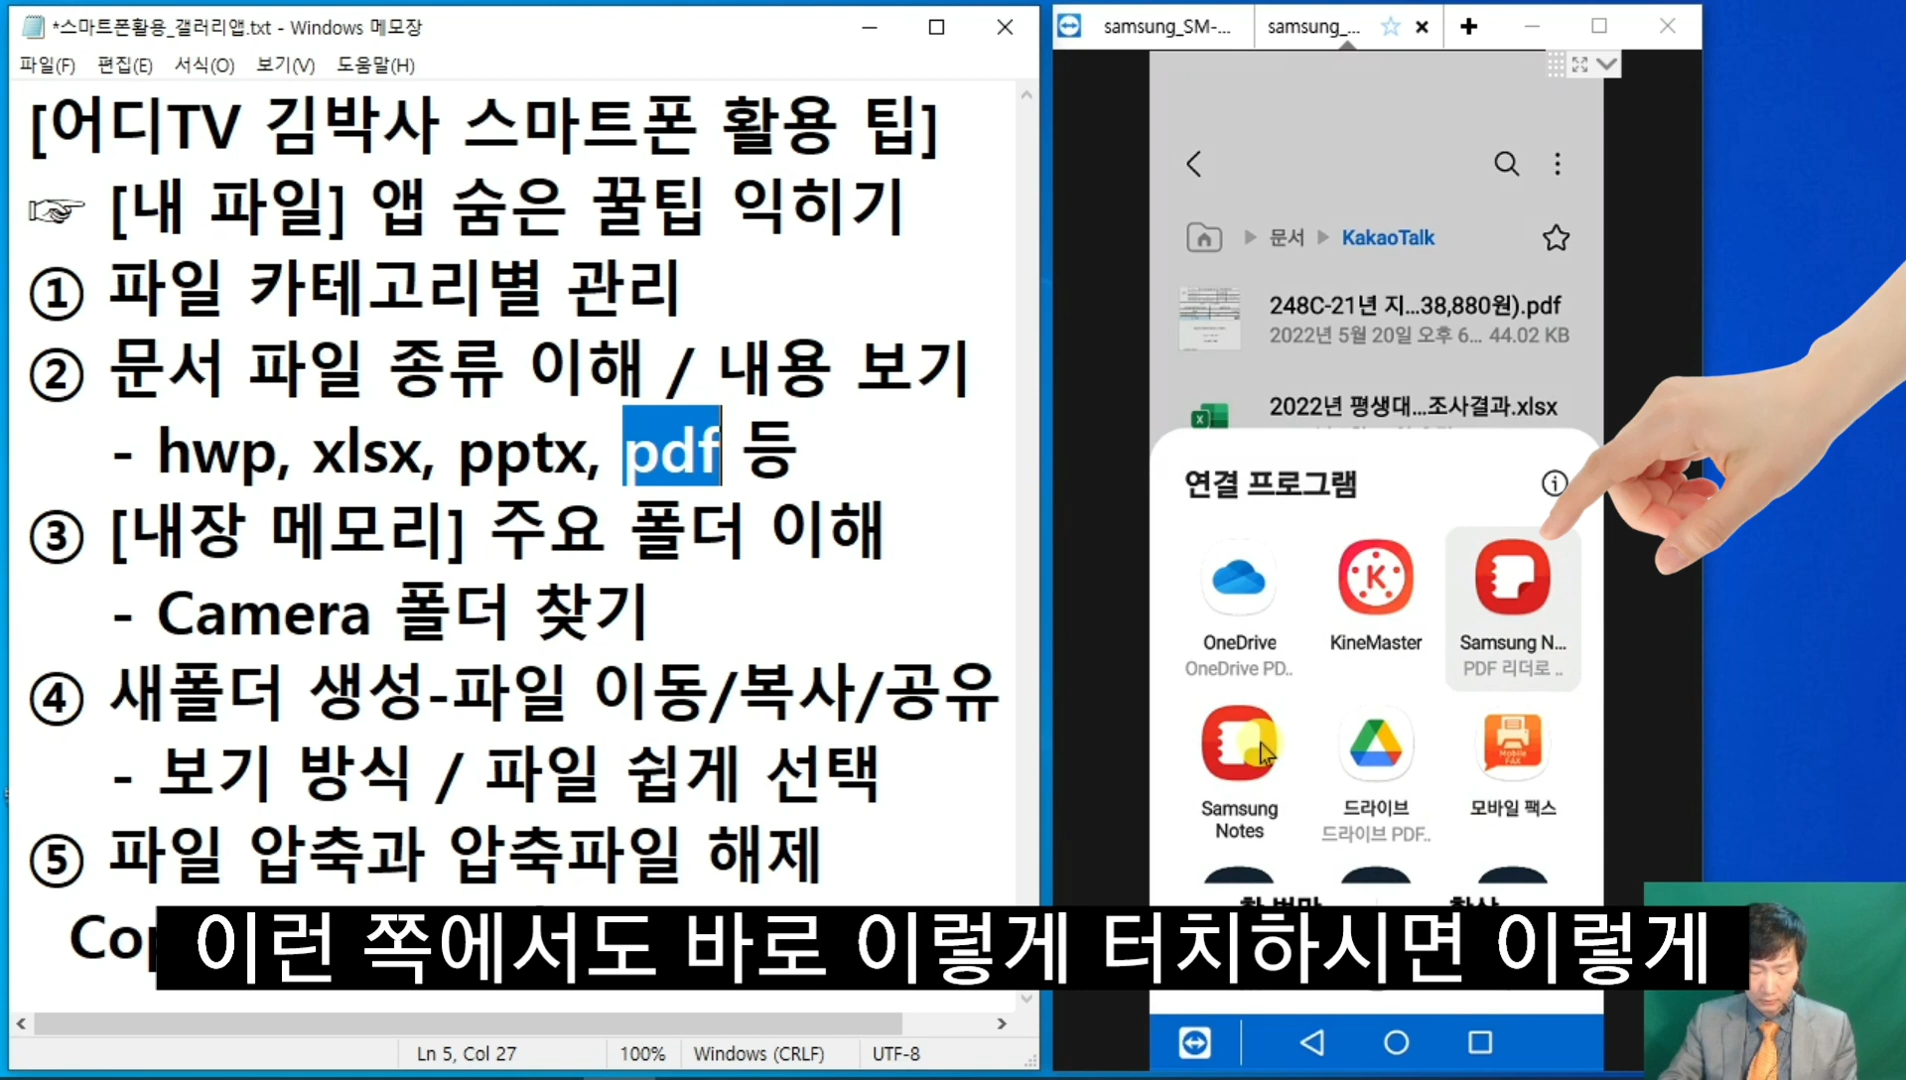 *스마트폰활용_갤러리앱.txt - Windows 메모장
파일(F) 편집(E) 서식(O) 보기(V) 도움말(H)
[어디TV 김박사 스마트폰 활용 팁]
☞ [내 파일] 앱 숨은 꿀팁 익히기
① 파일 카테고리별 관리
② 문서 파일 종류 이해 / 내용 보기
- hwp, xlsx, pptx, pdf 등
③ [내장 메모리] 주요 폴더 이해
- Camera 폴더 찾기
④ 새폴더 생성-파일 이동/복사/공유
- 보기 방식 / 파일 쉽게 선택
⑤ 파일 압축과 압축파일 해제
Ln 5, Col 27 100% Windows (CRLF) UTF-8
samsung_SM-... samsung_...
문서 KakaoTalk
248C-21년 지...38,880원).pdf
2022년 5월 20일 오후 6... 44.02 KB
2022년 평생대...조사결과.xlsx
연결 프로그램
OneDrive KineMaster Samsung N...
OneDrive PD.. PDF 리더로 ..
Samsung Notes 드라이브 모바일 팩스
드라이브 PDF..
K
Mobile FAX
이런 쪽에서도 바로 이렇게 터치하시면 이렇게